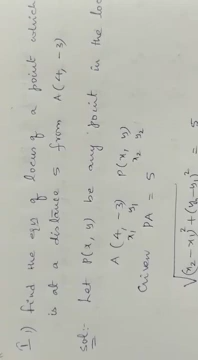 I 1) Find the eqn of locus of a point which
is at a distance 5 from A(4, -3)
Sol:- Let P(x, y) be any point in the loc
A (4, -3) P(x, y)
x₁ y₁ x₂ y₂
Given PA = 5
√(x₂-x₁)²+(y₂-y₁)² = 5